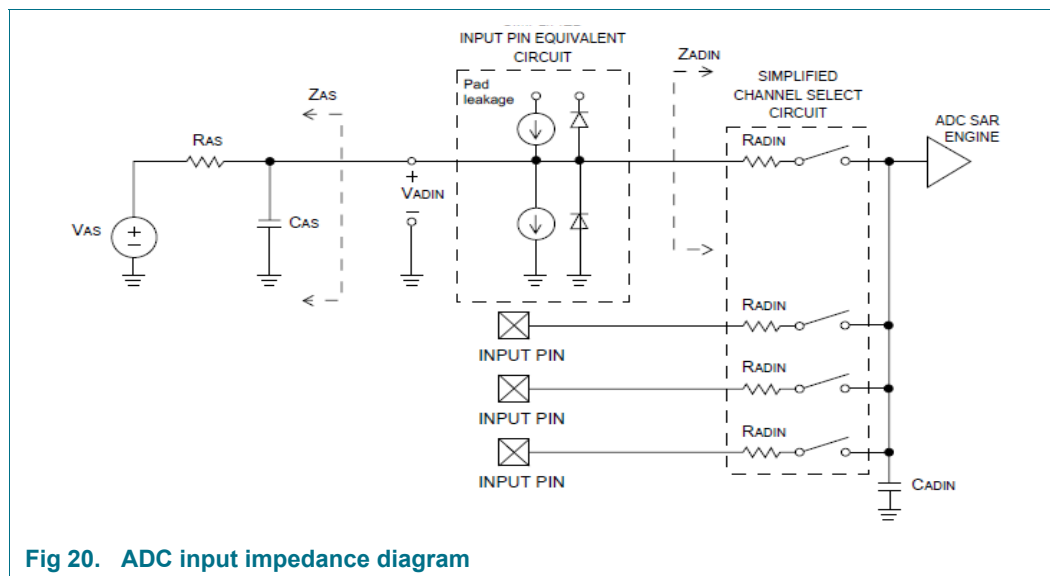 INPUT PIN EQUIVALENT
CIRCUIT
Pad
leakage
ZAS
ZADIN
SIMPLIFIED
CHANNEL SELECT
CIRCUIT
ADC SAR
ENGINE
RAS
RADIN
+
VADIN
−
CAS
VAS
+
−
RADIN
INPUT PIN
RADIN
INPUT PIN
RADIN
INPUT PIN
CADIN
Fig 20. ADC input impedance diagram